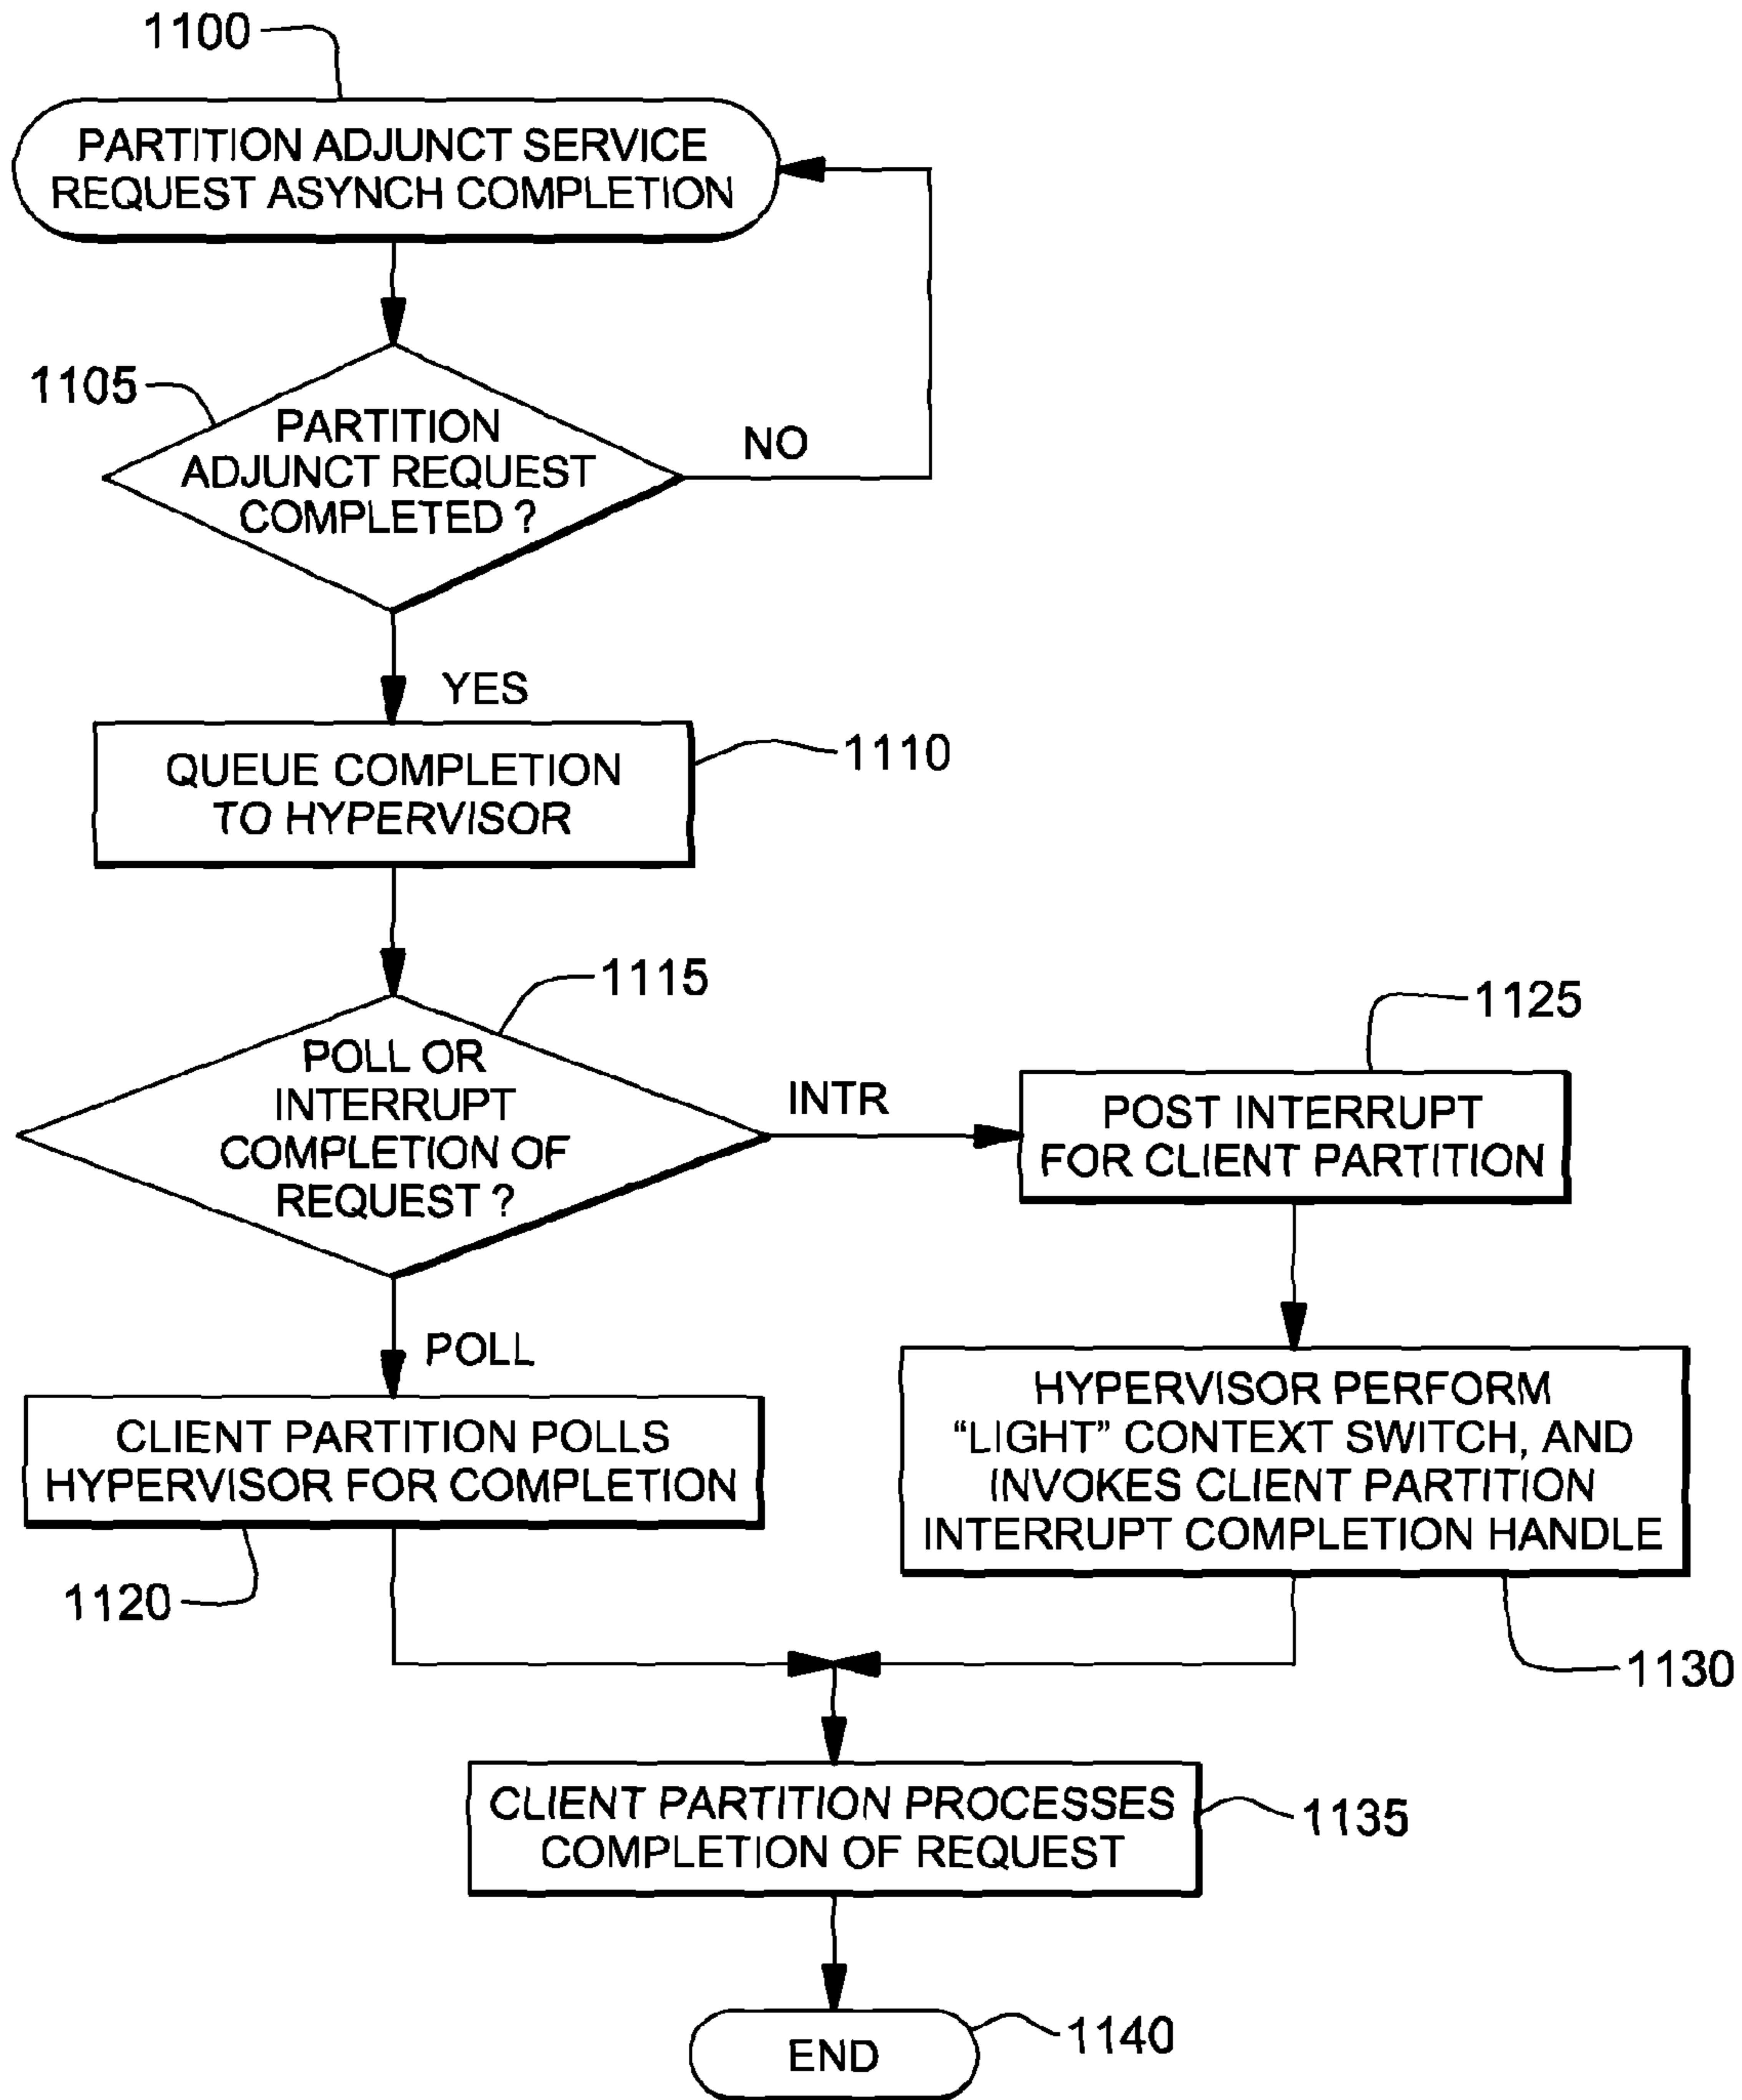 1100
PARTITION ADJUNCT SERVICE
REQUEST ASYNCH COMPLETION
1105
PARTITION
ADJUNCT REQUEST
COMPLETED ?
NO
YES
QUEUE COMPLETION
TO HYPERVISOR
1110
1115
POLL OR
INTERRUPT
COMPLETION OF
REQUEST ?
INTR
1125
POST INTERRUPT
FOR CLIENT PARTITION
POLL
CLIENT PARTITION POLLS
HYPERVISOR FOR COMPLETION
1120
HYPERVISOR PERFORM
“LIGHT” CONTEXT SWITCH, AND
INVOKES CLIENT PARTITION
INTERRUPT COMPLETION HANDLE
1130
CLIENT PARTITION PROCESSES
COMPLETION OF REQUEST
1135
END
1140